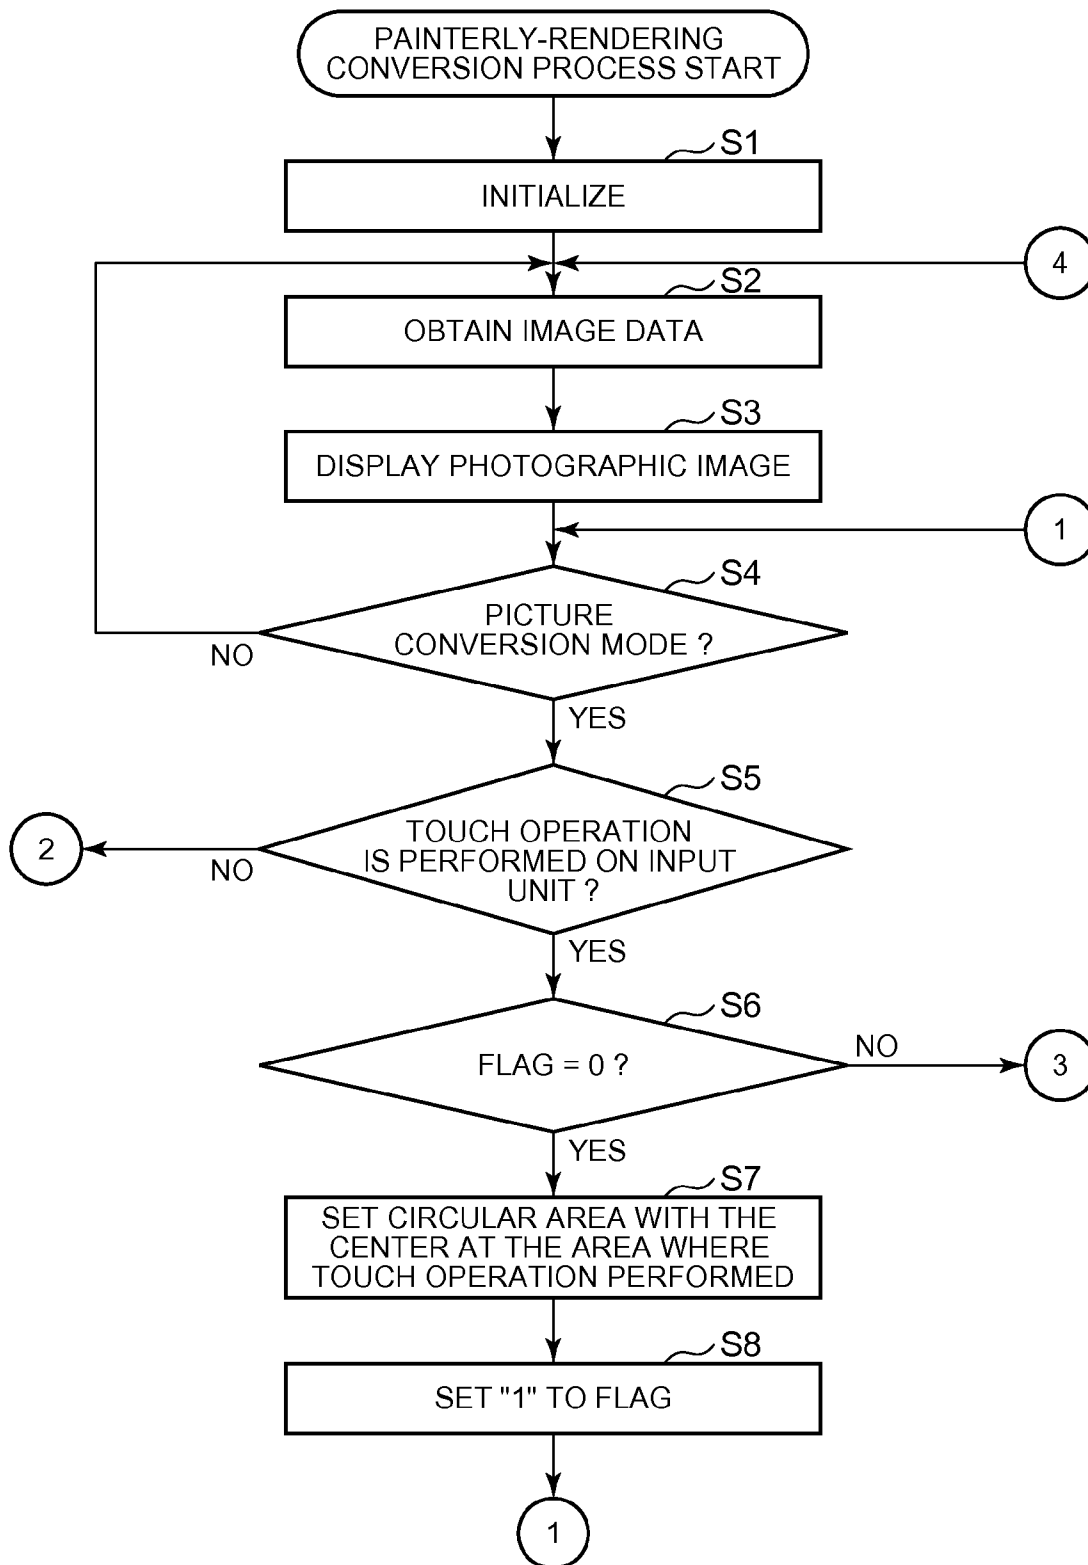 PAINTERLY-RENDERING
CONVERSION PROCESS START
S1
INITIALIZE
4
S2
OBTAIN IMAGE DATA
S3
DISPLAY PHOTOGRAPHIC IMAGE
1
S4
PICTURE
CONVERSION MODE ?
NO
YES
S5
TOUCH OPERATION
IS PERFORMED ON INPUT
UNIT ?
2
NO
YES
S6
FLAG = 0 ?
NO
3
YES
S7
SET CIRCULAR AREA WITH THE
CENTER AT THE AREA WHERE
TOUCH OPERATION PERFORMED
S8
SET "1" TO FLAG
1